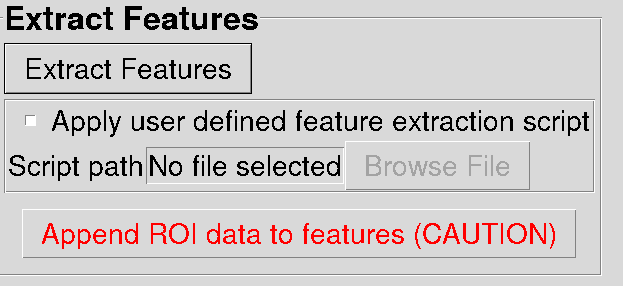 Extract Features
Extract Features
Apply user defined feature extraction script
Script path No file selected Browse File
Append ROI data to features (CAUTION)